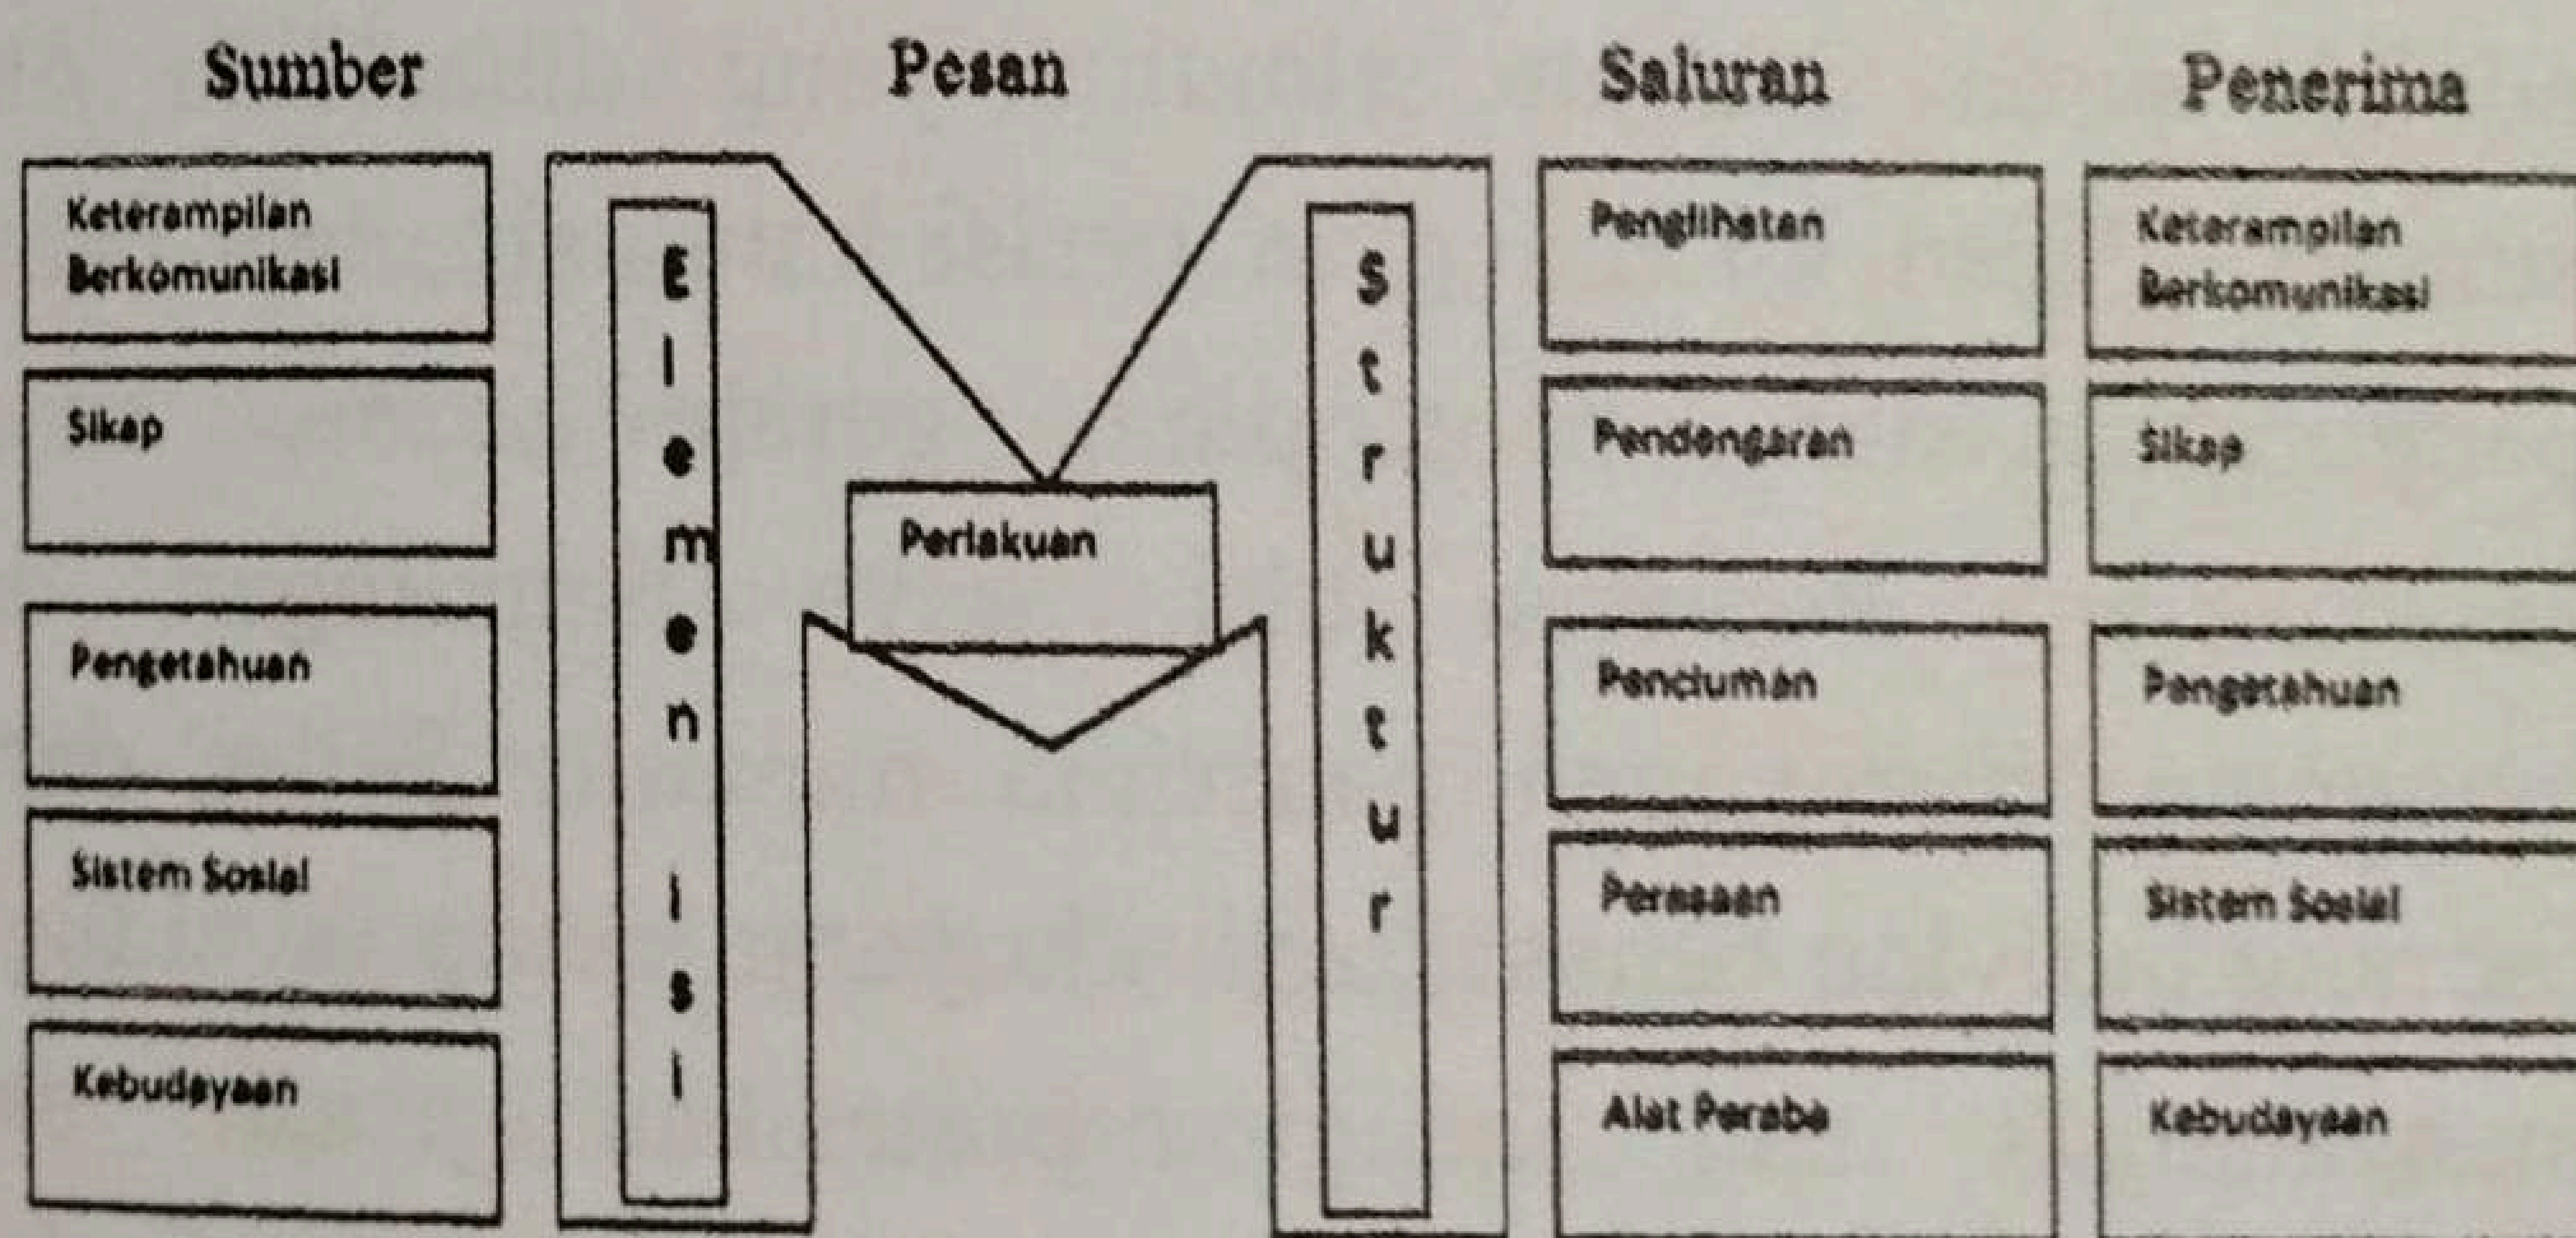 Sumber
Pesan
Saluran
Penerima
Keterampilan
Berkomunikasi
Sikap
Pengetahuan
Sistem Sosial
Kebudayaan
Elemen Isi
Perlakuan
Struktur
Penglihatan
Pendengaran
Penciuman
Perasaan
Alat Peraba
Keterampilan
Berkomunikasi
Sikap
Pengetahuan
Sistem Sosial
Kebudayaan